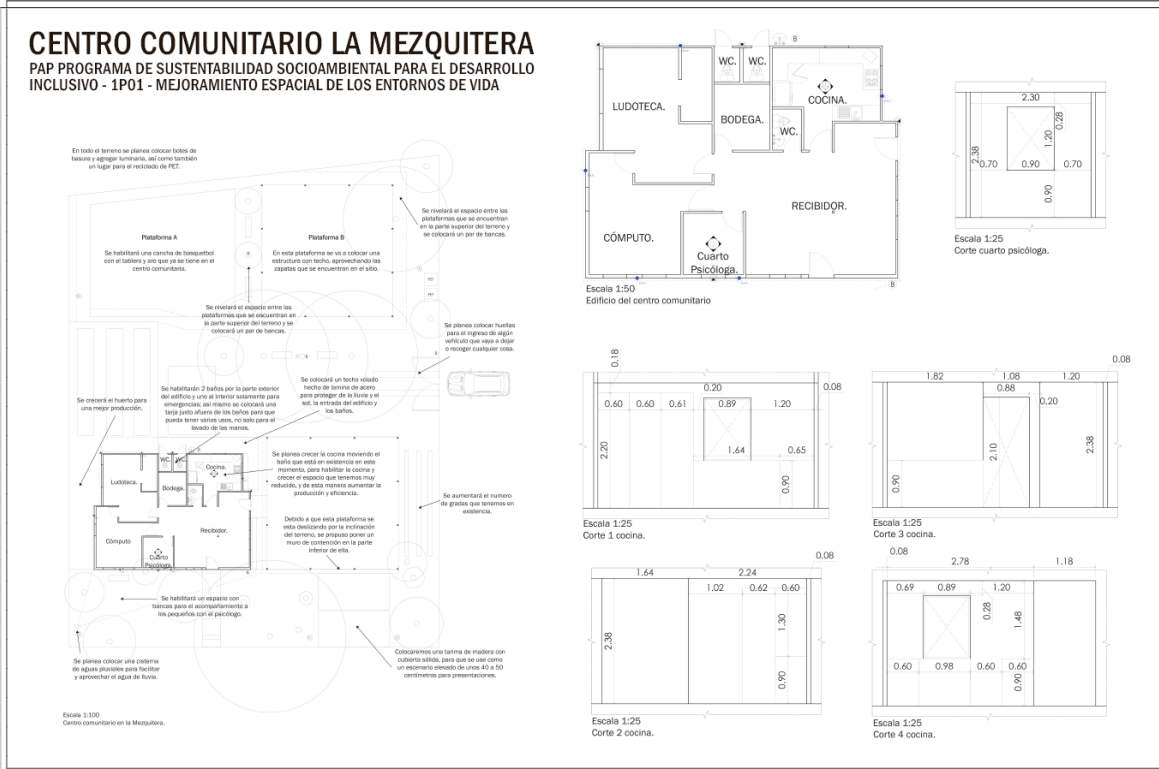 CENTRO COMUNITARIO LA MEZQUITERA
PAP PROGRAMA DE SUSTENTABILIDAD SOCIOAMBIENTAL PARA EL DESARROLLO
INCLUSIVO - 1P01 - MEJORAMIENTO ESPACIAL DE LOS ENTORNOS DE VIDA
En todo el terreno se planea colocar botes de
basura y agregar luminaria, así como también
un lugar para el reciclado de PET.
Plataforma A
Se habilitará una cancha de basquetbol
con el tablero y aro que ya se tiene en el
centro comunitario.
Plataforma B
En esta plataforma se va a colocar una
estructura con techo, aprovechando las
zapatas que se encuentran en el sitio.
Se nivelará el espacio entre las
plataformas que se encuentran
en la parte superior del terreno y
se colocará un par de bancas.
Se nivelará el espacio entre las
plataformas que se encuentran en
la parte superior del terreno y se
colocará un par de bancas.
PET
PET
Se planea colocar huellas
para el ingreso de algún
vehículo que vaya a dejar
o recoger cualquier cosa.
Se crecerá el huerto para
una mejor producción.
Se habilitarán 2 baños por la parte exterior
del edificio y uno al interior solamente para
emergencias; así mismo se colocará una
tarja justo afuera de los baños para que
pueda tener varios usos, no solo para el
lavado de las manos.
Se colocará un techo volado
hecho de lamina de acero
para proteger de la lluvia y el
sol, la entrada del edificio y
los baños.
Se planea crecer la cocina moviendo el
baño que está en existencia en este
momento, para habilitar la cocina y
crecer el espacio que tenemos muy
reducido, y de esta manera aumentar la
producción y eficiencia.
Debido a que esta plataforma se
esta deslizando por la inclinación
del terreno, se propuso poner un
muro de contención en la parte
inferior de ella.
Se aumentará el numero
de gradas que tenemos en
existencia.
WC.
WC.
Cocina.
Ludoteca.
Bodega.
Cómputo
Recibidor.
Cuarto
Psicóloga.
Se habilitará un espacio con
bancas para el acompañamiento a
los pequeños con el psicólogo.
Se planea colocar una cisterna
de aguas pluviales para facilitar
y aprovechar el agua de lluvia.
Colocaremos una tarima de madera con
cubierta sólida, para que se use como
un escenario elevado de unos 40 a 50
centímetros para presentaciones.
Escala 1:100
Centro comunitario en la Mezquitera.
B
WC.
WC.
LUDOTECA.
COCINA.
BODEGA.
WC.
RECIBIDOR.
CÓMPUTO.
Cuarto
Psicóloga.
B
Escala 1:50
Edificio del centro comunitario
2.30
0.28
1.20
2.38
0.70
0.90
0.70
0.90
Escala 1:25
Corte cuarto psicóloga.
0.18
0.20
0.08
0.60
0.60
0.61
0.89
1.20
2.20
1.64
0.65
0.90
Escala 1:25
Corte 1 cocina.
0.08
1.82
1.08
1.20
0.88
0.20
2.10
2.38
0.90
Escala 1:25
Corte 3 cocina.
0.08
1.64
2.24
1.02
0.62
0.60
1.30
2.38
0.90
Escala 1:25
Corte 2 cocina.
0.08
2.78
1.18
0.69
0.89
1.20
0.28
1.48
0.60
0.98
0.60
0.60
0.90
Escala 1:25
Corte 4 cocina.